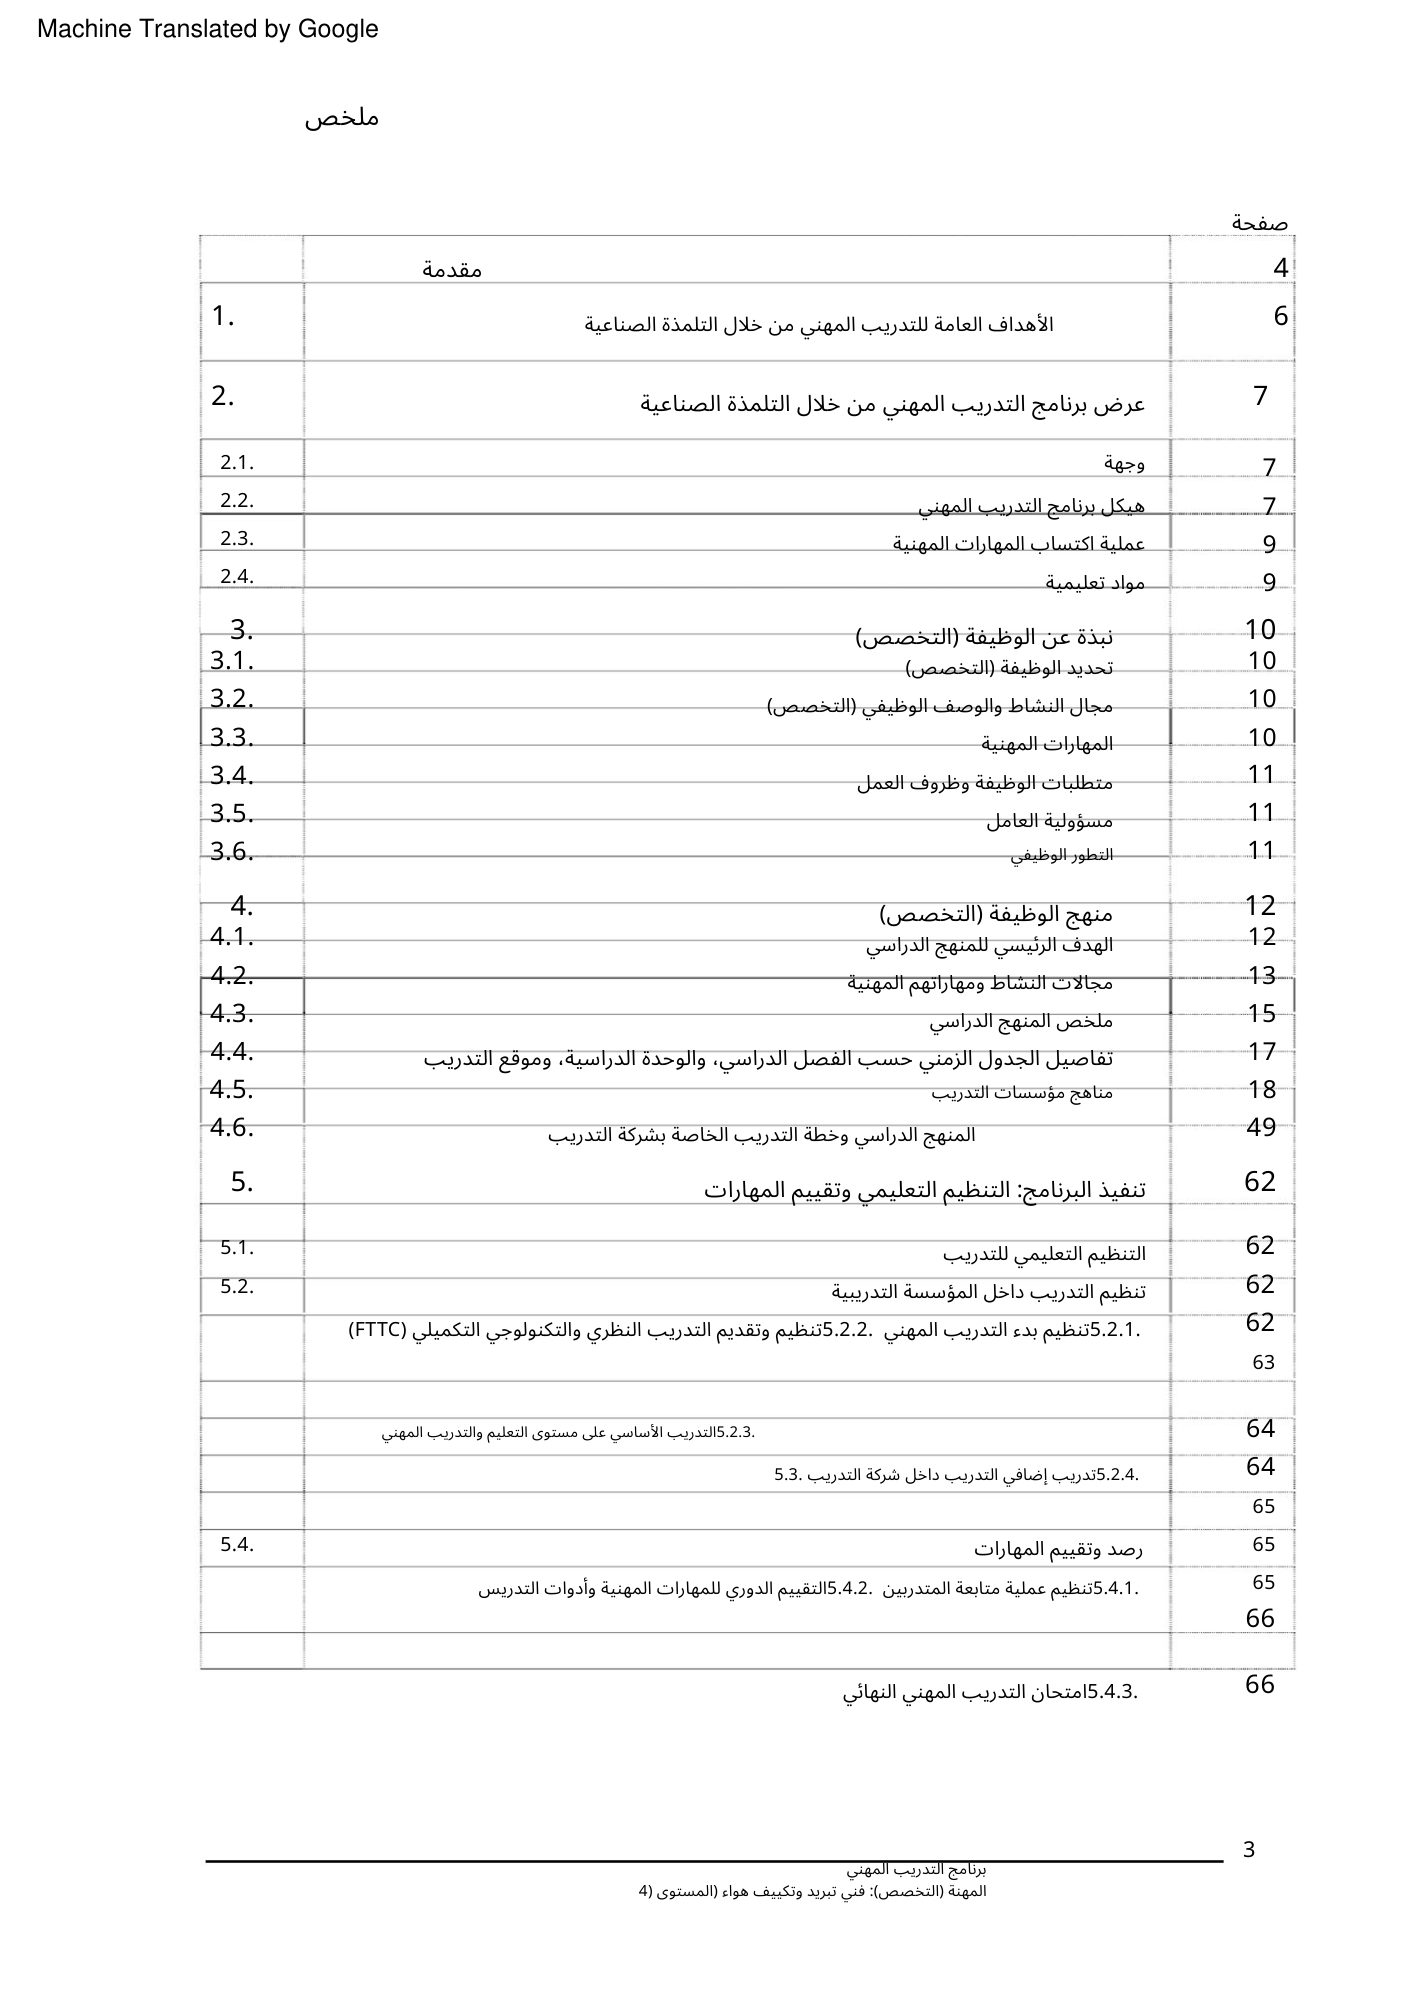 Machine Translated by Google
ملخص
صفحة
مقدمة 4
1. الأهداف العامة للتدريب المهني من خلال التلمذة الصناعية 6
2. عرض برنامج التدريب المهني من خلال التلمذة الصناعية 7
2.1. وجهة 7
2.2. هيكل برنامج التدريب المهني 7
2.3. عملية اكتساب المهارات المهنية 9
2.4. مواد تعليمية 9
3. نبذة عن الوظيفة (التخصص) 10
3.1. تحديد الوظيفة (التخصص) 10
3.2. مجال النشاط والوصف الوظيفي (التخصص) 10
3.3. المهارات المهنية 10
3.4. متطلبات الوظيفة وظروف العمل 11
3.5. مسؤولية العامل 11
3.6. التطور الوظيفي 11
4. منهج الوظيفة (التخصص) 12
4.1. الهدف الرئيسي للمنهج الدراسي 12
4.2. مجالات النشاط ومهاراتهم المهنية 13
4.3. ملخص المنهج الدراسي 15
4.4. تفاصيل الجدول الزمني حسب الفصل الدراسي، والوحدة الدراسية، وموقع التدريب 17
4.5. مناهج مؤسسات التدريب 18
4.6. المنهج الدراسي وخطة التدريب الخاصة بشركة التدريب 49
5. تنفيذ البرنامج: التنظيم التعليمي وتقييم المهارات 62
5.1. التنظيم التعليمي للتدريب 62
5.2. تنظيم التدريب داخل المؤسسة التدريبية 62
5.2.1. تنظيم بدء التدريب المهني 5.2.2. تنظيم وتقديم التدريب النظري والتكنولوجي التكميلي (FTTC) 62
63
5.2.3. التدريب الأساسي على مستوى التعليم والتدريب المهني 64
5.2.4. تدريب إضافي التدريب داخل شركة التدريب 5.3. 64
65
5.4. رصد وتقييم المهارات 65
5.4.1. تنظيم عملية متابعة المتدربين 5.4.2. التقييم الدوري للمهارات المهنية وأدوات التدريس 65
66
5.4.3. امتحان التدريب المهني النهائي 66
3
برنامج التدريب المهني
المهنة (التخصص): فني تبريد وتكييف هواء (المستوى 4)